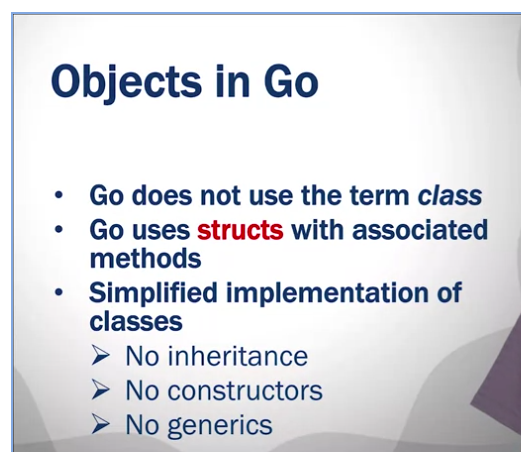 Objects in Go
• Go does not use the term class
• Go uses structs with associated
methods
• Simplified implementation of
classes
➢ No inheritance
➢ No constructors
➢ No generics